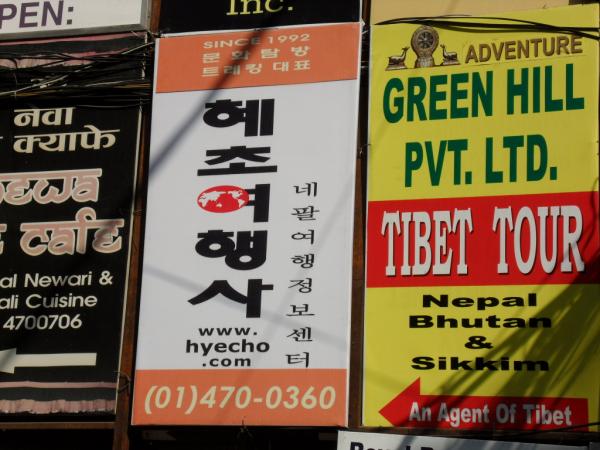 PEN:
Inc.
नवा
क्याफे
ewa
cafe
al Newari &
ali Cuisine
4700706
SINCE 1992
문화탐방
트레킹 대표
혜초여행사
네팔여행정보센터
www.
hyecho
.com
(01)470-0360
ADVENTURE
GREEN HILL
PVT. LTD.
TIBET TOUR
Nepal
Bhutan
&
Sikkim
An Agent Of Tibet